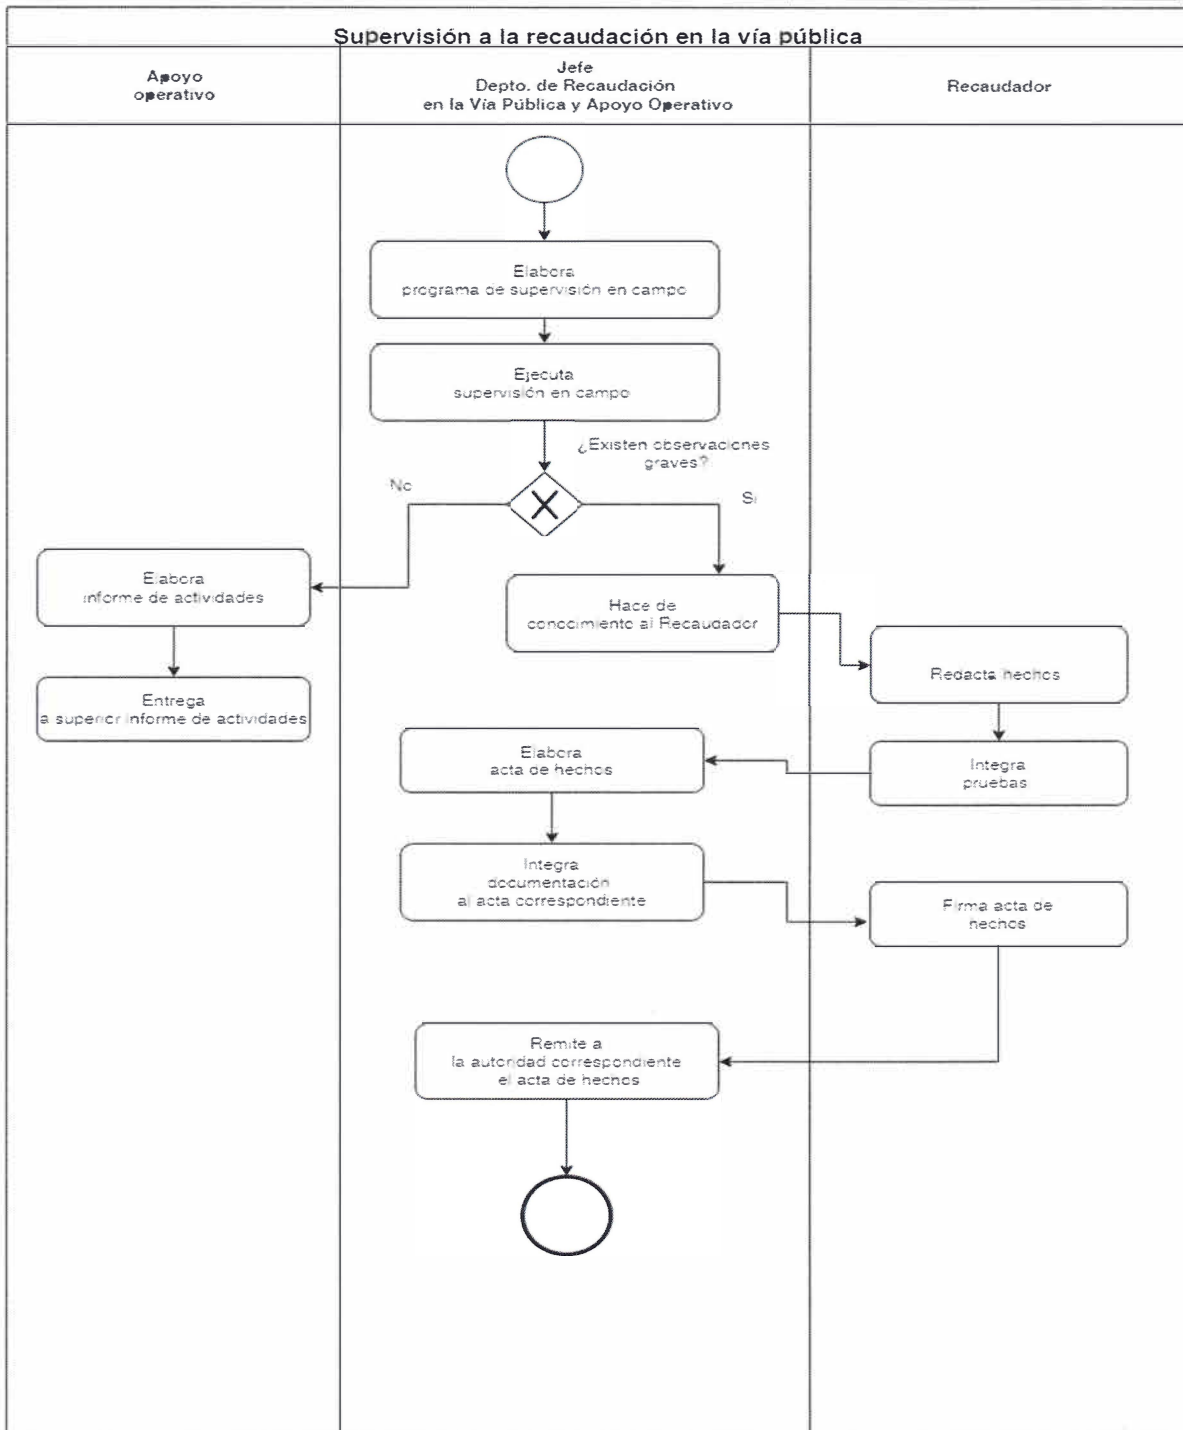 Supervisión a la recaudación en la vía pública
Apoyo
operativo
Jefe
Depto. de Recaudación
en la Vía Pública y Apoyo Operativo
Recaudador
Elabora
programa de supervisión en campo
Ejecuta
supervisión en campo
¿Existen observaciones
graves?
No
Si
Elabora
informe de actividades
Hace de
conocimiento al Recaudador
Redacta hechos
Entrega
a superior informe de actividades
Elabora
acta de hechos
Integra
pruebas
Integra
documentación
al acta correspondiente
Firma acta de
hechos
Remite a
la autoridad correspondiente
el acta de hechos